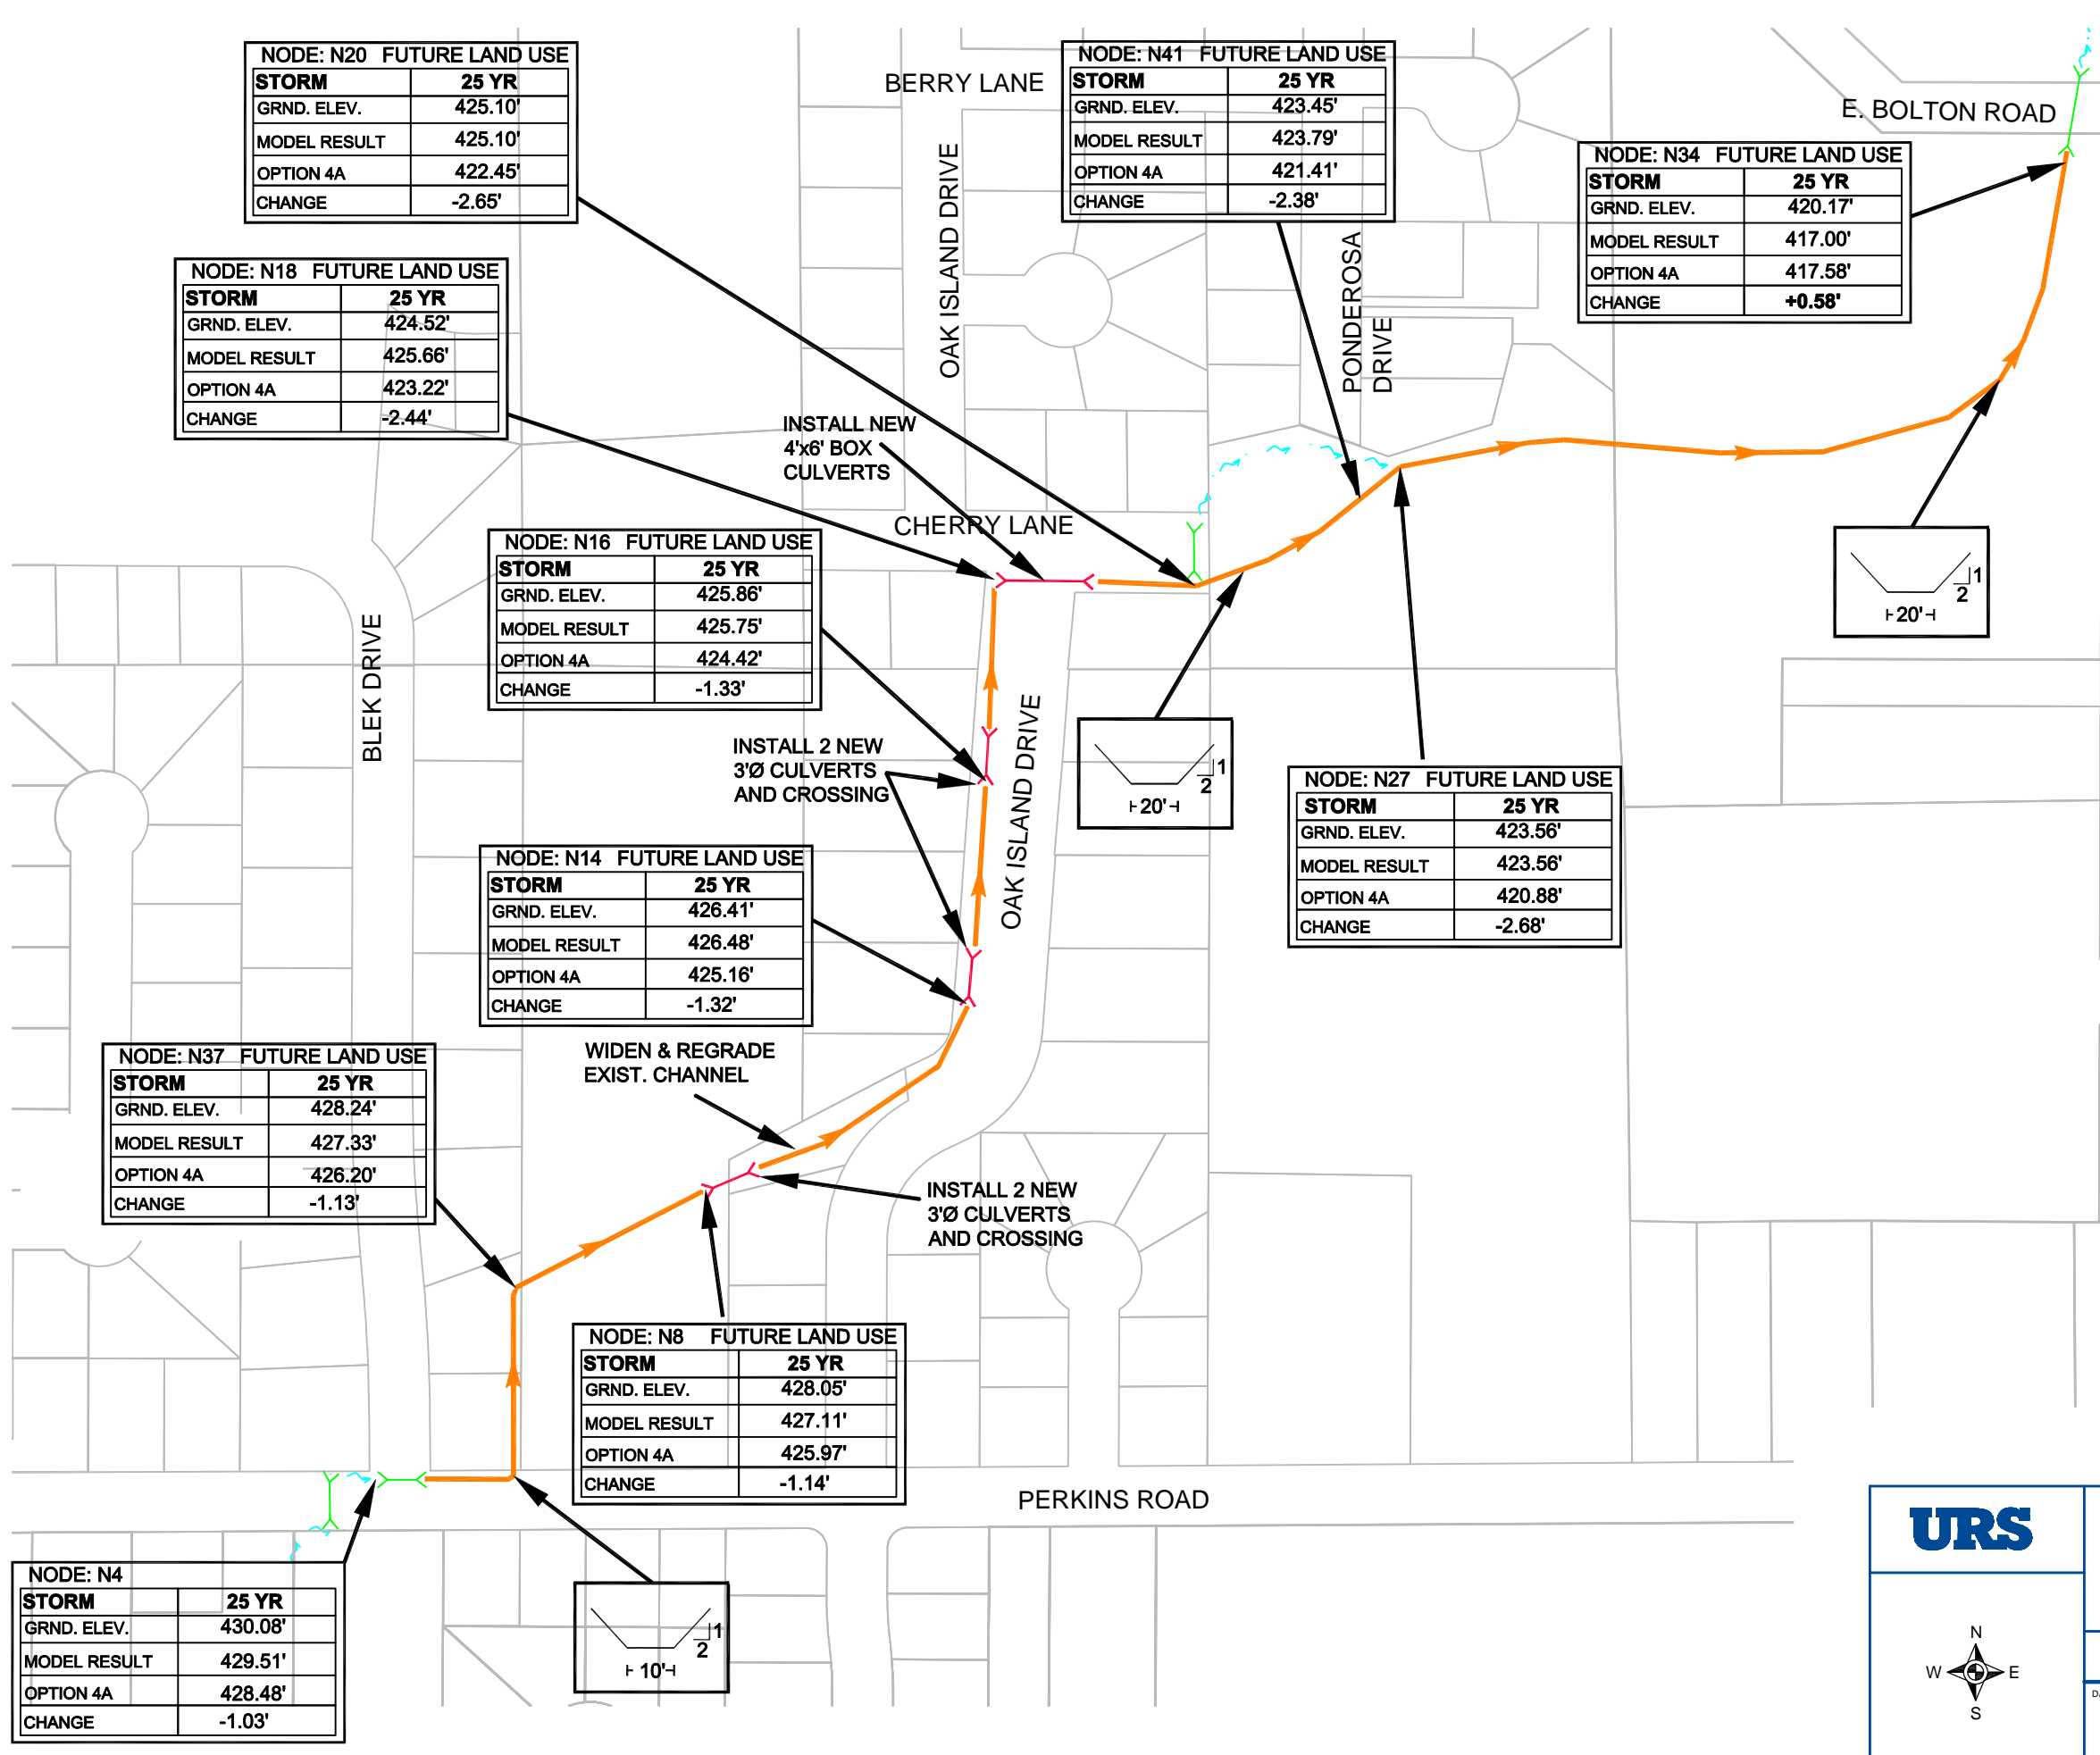 NODE: N20 FUTURE LAND USE
STORM 25 YR
GRND. ELEV. 425.10'
MODEL RESULT 425.10'
OPTION 4A 422.45'
CHANGE -2.65'
BERRY LANE
NODE: N41 FUTURE LAND USE
STORM 25 YR
GRND. ELEV. 423.45'
MODEL RESULT 423.79'
OPTION 4A 421.41'
CHANGE -2.38'
E. BOLTON ROAD
NODE: N34 FUTURE LAND USE
STORM 25 YR
GRND. ELEV. 420.17'
MODEL RESULT 417.00'
OPTION 4A 417.58'
CHANGE +0.58'
NODE: N18 FUTURE LAND USE
STORM 25 YR
GRND. ELEV. 424.52'
MODEL RESULT 425.66'
OPTION 4A 423.22'
CHANGE -2.44'
OAK ISLAND DRIVE
PONDEROSA
DRIVE
INSTALL NEW
4'x6' BOX
CULVERTS
CHERRY LANE
NODE: N16 FUTURE LAND USE
STORM 25 YR
GRND. ELEV. 425.86'
MODEL RESULT 425.75'
OPTION 4A 424.42'
CHANGE -1.33'
1
2
20'
BLEK DRIVE
INSTALL 2 NEW
3'Ø CULVERTS
AND CROSSING
OAK ISLAND DRIVE
1
2
20'
NODE: N27 FUTURE LAND USE
STORM 25 YR
GRND. ELEV. 423.56'
MODEL RESULT 423.56'
OPTION 4A 420.88'
CHANGE -2.68'
NODE: N14 FUTURE LAND USE
STORM 25 YR
GRND. ELEV. 426.41'
MODEL RESULT 426.48'
OPTION 4A 425.16'
CHANGE -1.32'
WIDEN & REGRADE
EXIST. CHANNEL
NODE: N37 FUTURE LAND USE
STORM 25 YR
GRND. ELEV. 428.24'
MODEL RESULT 427.33'
OPTION 4A 426.20'
CHANGE -1.13'
INSTALL 2 NEW
3'Ø CULVERTS
AND CROSSING
NODE: N8 FUTURE LAND USE
STORM 25 YR
GRND. ELEV. 428.05'
MODEL RESULT 427.11'
OPTION 4A 425.97'
CHANGE -1.14'
PERKINS ROAD
URS
NODE: N4
STORM 25 YR
GRND. ELEV. 430.08'
MODEL RESULT 429.51'
OPTION 4A 428.48'
CHANGE -1.03'
1
2
10'
N
W E
S